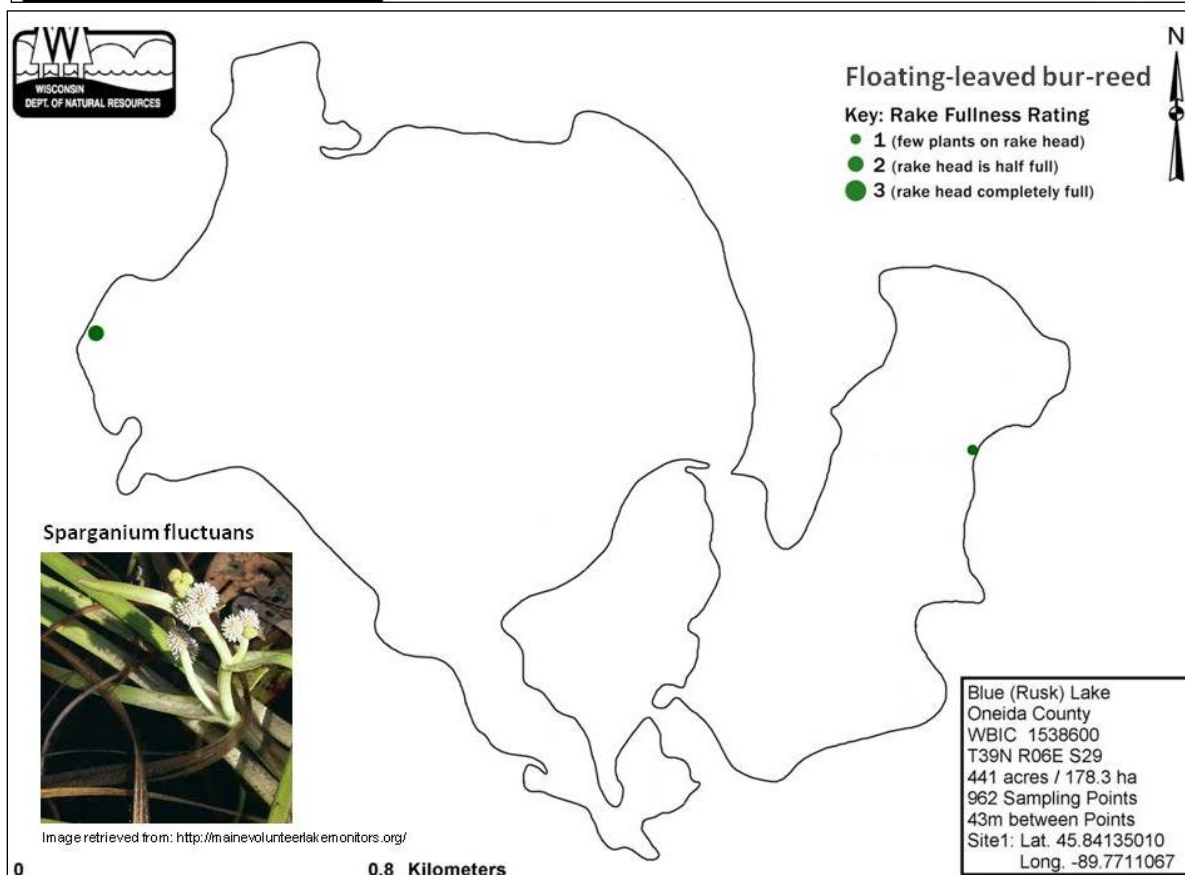 W
WISCONSIN
DEPT. OF NATURAL RESOURCES
N
Floating-leaved bur-reed
Key: Rake Fullness Rating
1 (few plants on rake head)
2 (rake head is half full)
3 (rake head completely full)
Sparganium fluctuans
Image retrieved from: http://mainevolunteerlakemonitors.org/
0 0.8 Kilometers
Blue (Rusk) Lake
Oneida County
WBIC 1538600
T39N R06E S29
441 acres / 178.3 ha
962 Sampling Points
43m between Points
Site1: Lat. 45.84135010
Long. -89.7711067